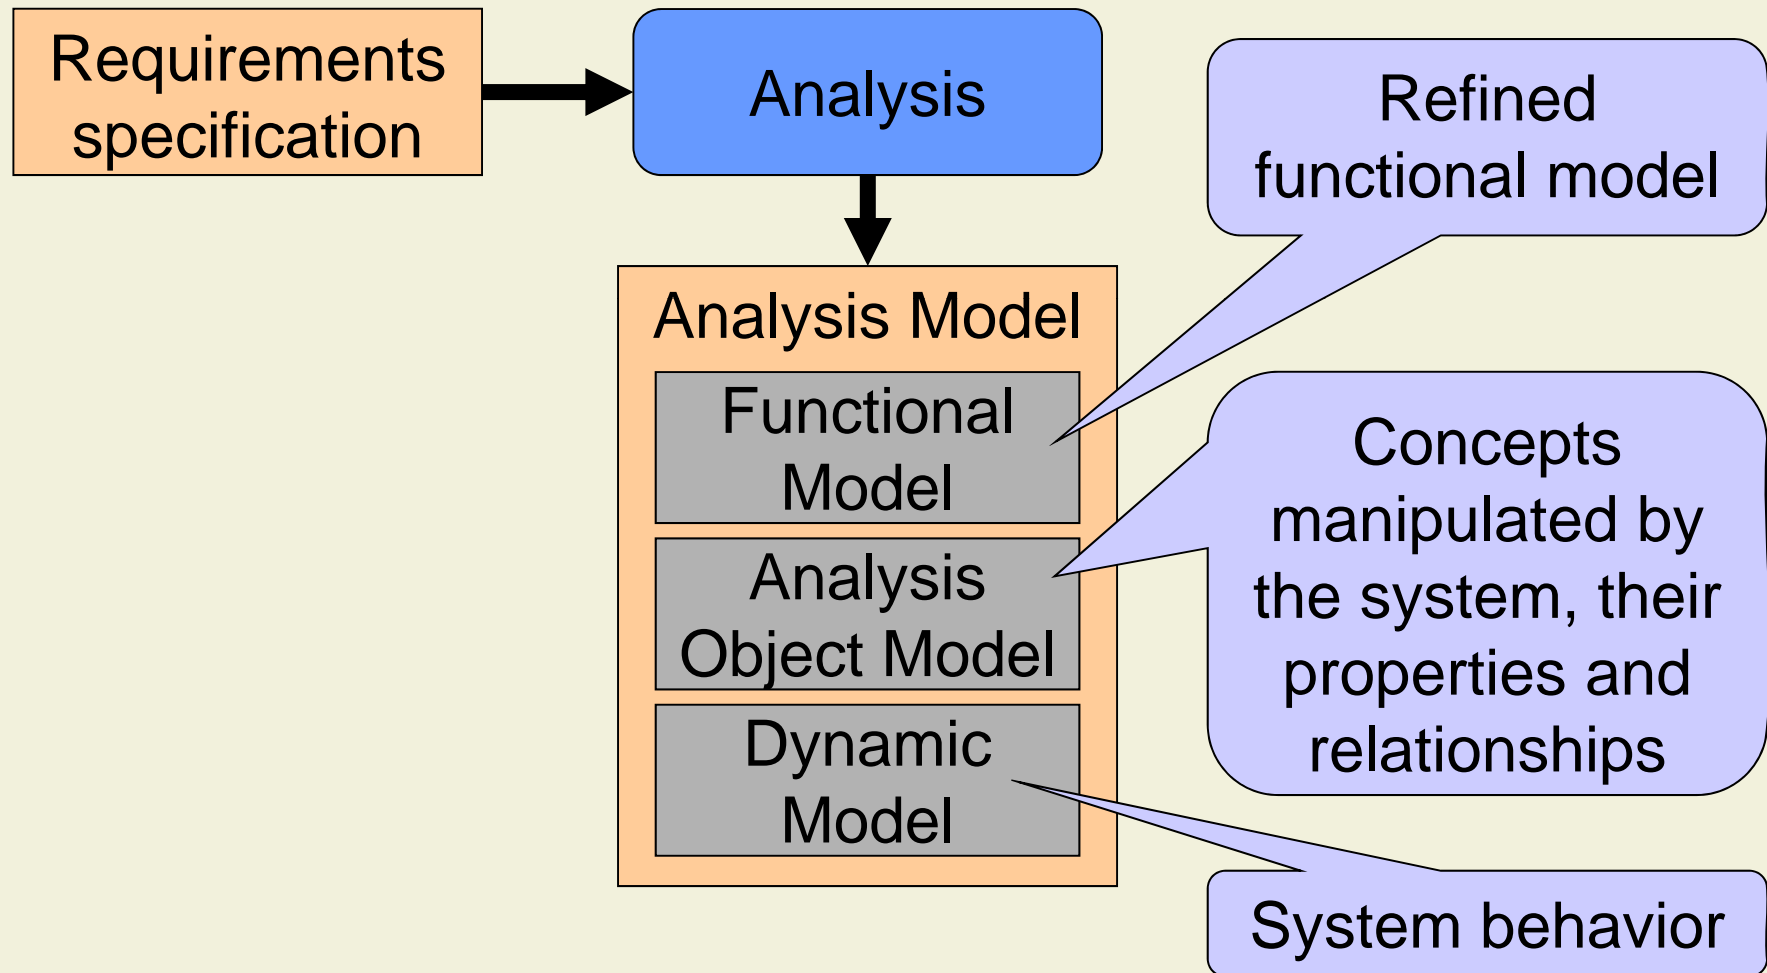 Requirements
specification
Analysis
Refined
functional model
Analysis Model
Functional
Model
Analysis
Object Model
Dynamic
Model
Concepts
manipulated by
the system, their
properties and
relationships
System behavior